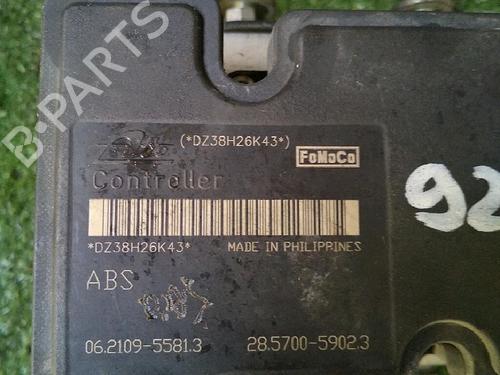 B-PARTS
(*DZ38H26K43*)
FoMoCo
Controller
*DZ38H26K43* MADE IN PHILIPPINES
ABS
06.2109-5581.3 28.5700-5902.3
92